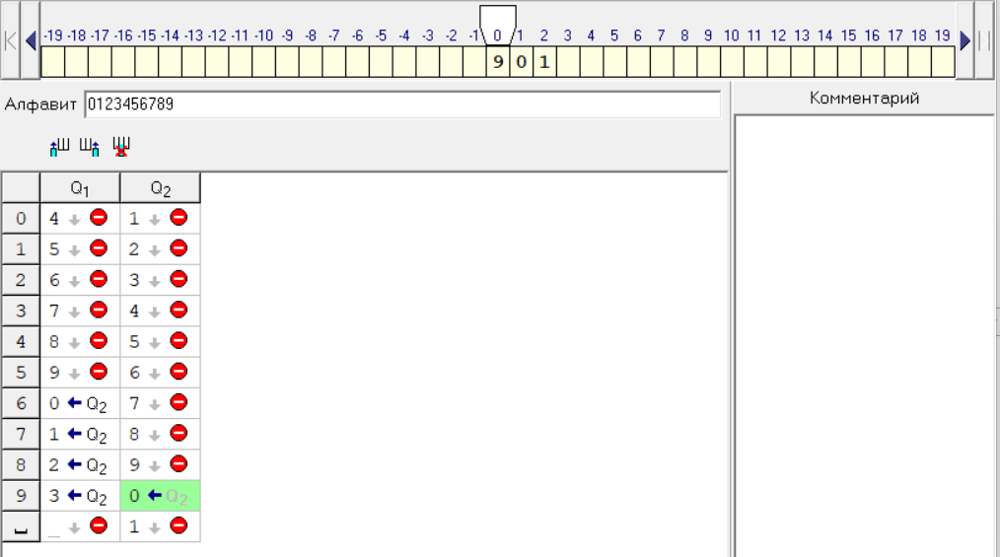 -19 -18 -17 -16 -15 -14 -13 -12 -11 -10 -9 -8 -7 -6 -5 -4 -3 -2 -1 0 1 2 3 4 5 6 7 8 9 10 11 12 13 14 15 16 17 18 19
9 0 1
Алфавит 0123456789
Комментарий
Q1 Q2
0 4 1
1 5 2
2 6 3
3 7 4
4 8 5
5 9 6
6 0 ← Q2 7
7 1 ← Q2 8
8 2 ← Q2 9
9 3 ← Q2 0 ← Q2
_ 1